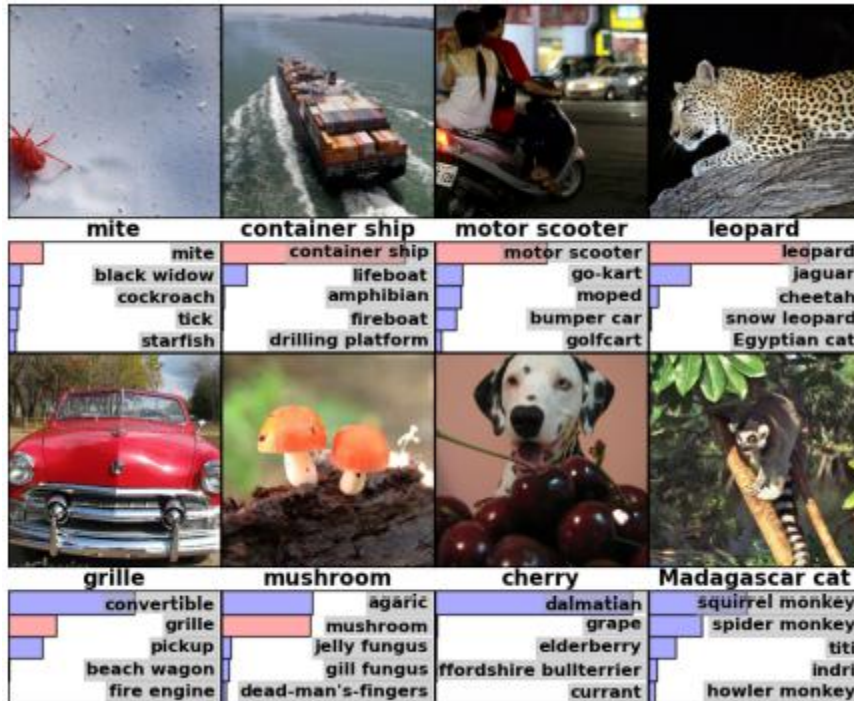 mite container ship motor scooter leopard
mite container ship motor scooter leopard
black widow lifeboat go-kart jaguar
cockroach amphibian moped cheetah
tick fireboat bumper car snow leopard
starfish drilling platform golfcart Egyptian cat
grille mushroom cherry Madagascar cat
convertible agaric dalmatian squirrel monkey
grille mushroom grape spider monkey
pickup jelly fungus elderberry titi
beach wagon gill fungus ffordshire bullterrier indri
fire engine dead-man's-fingers currant howler monkey